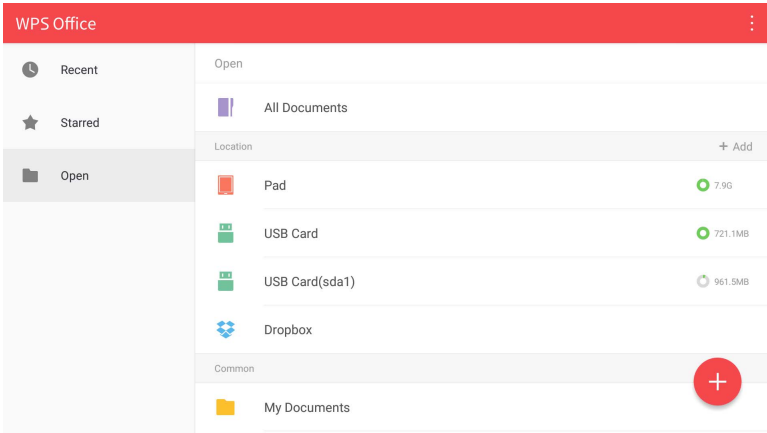 WPS Office
Recent
Starred
Open
Open
All Documents
Location
+ Add
Pad
7.9G
USB Card
721.1MB
USB Card(sda1)
961.5MB
Dropbox
Common
My Documents